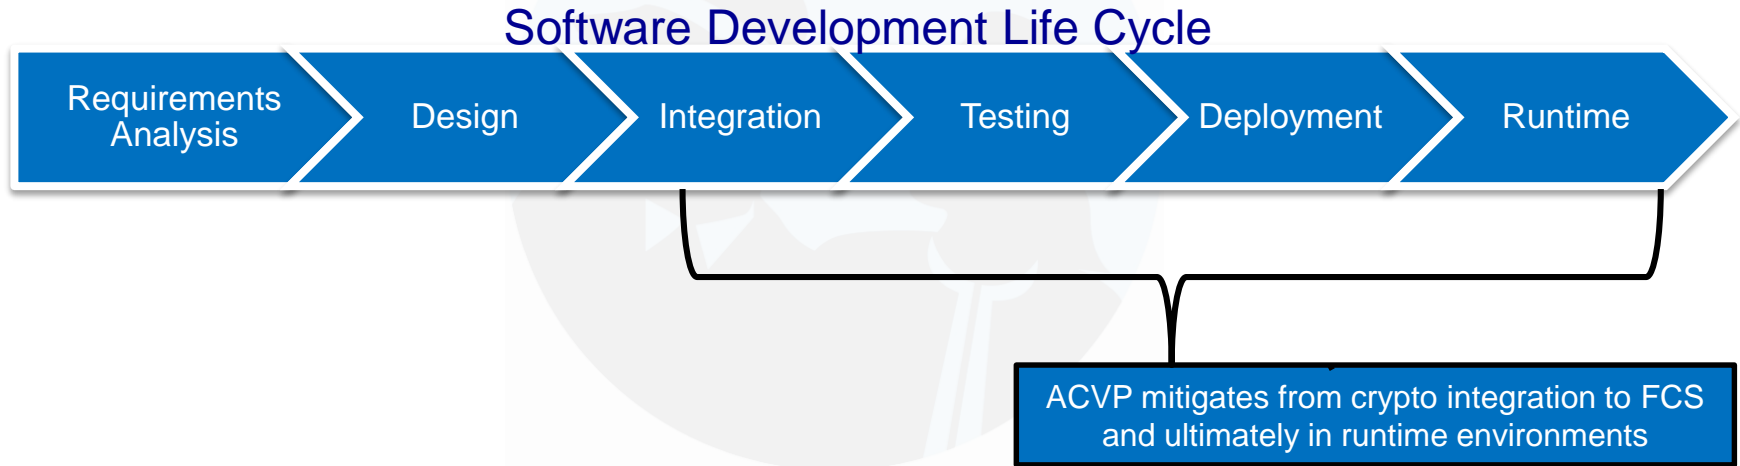 Software Development Life Cycle
Requirements
Analysis
Design
Integration
Testing
Deployment
Runtime
ACVP mitigates from crypto integration to FCS
and ultimately in runtime environments